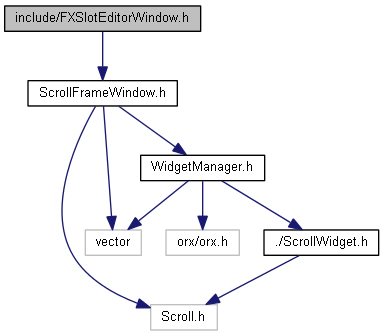 include/FXSlotEditorWindow.h
ScrollFrameWindow.h
WidgetManager.h
vector
orx/orx.h
./ScrollWidget.h
Scroll.h